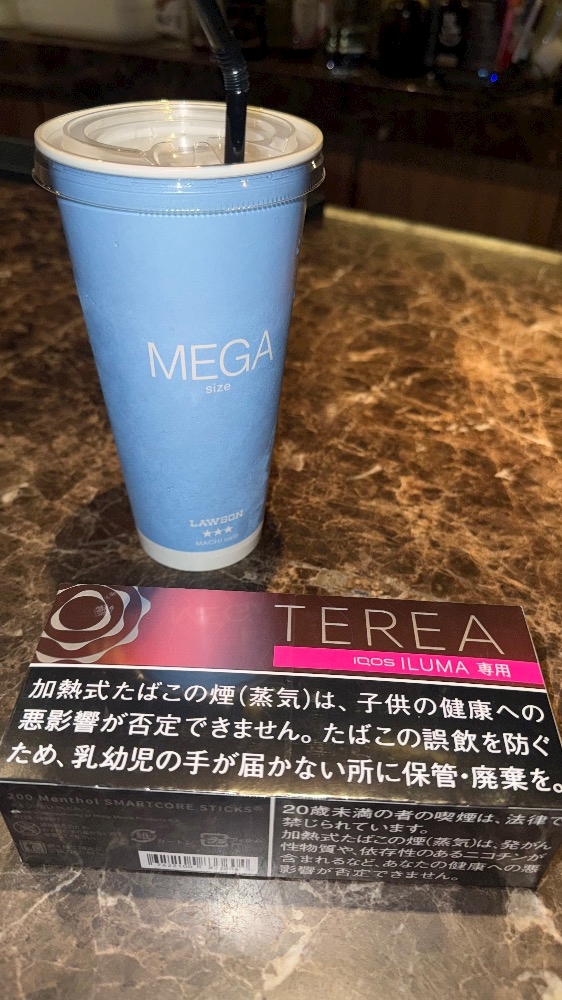 MEGA
size
LAWSON
MACHI café
TEREA
IQOS ILUMA 専用
加熱式たばこの煙(蒸気)は、子供の健康への
悪影響が否定できません。たばこの誤飲を防ぐ
ため、乳幼児の手が届かない所に保管・廃棄を。
200 Menthol SMARTCORE STICKS®
20歳未満の者の喫煙は、法律で
禁じられています。
加熱式たばこの煙(蒸気)は、発がん
性物質や、依存性のあるニコチンが
含まれるなど、あなたの健康への悪
影響が否定できません。